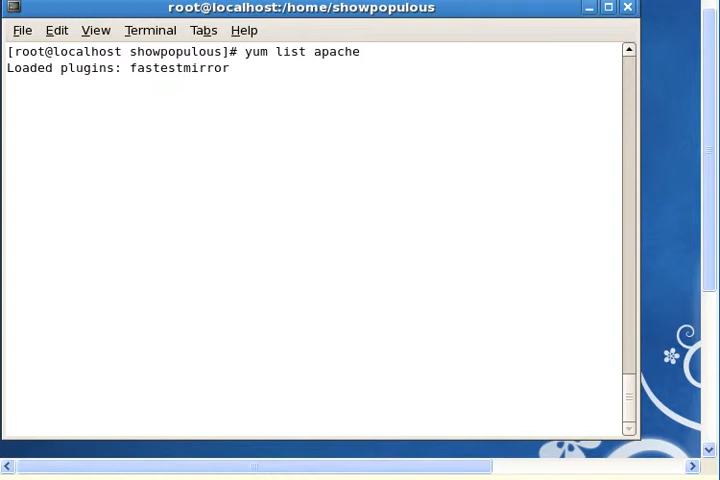 root@localhost:/home/showpopulous
File Edit View Terminal Tabs Help
[root@localhost showpopulous]# yum list apache
Loaded plugins: fastestmirror